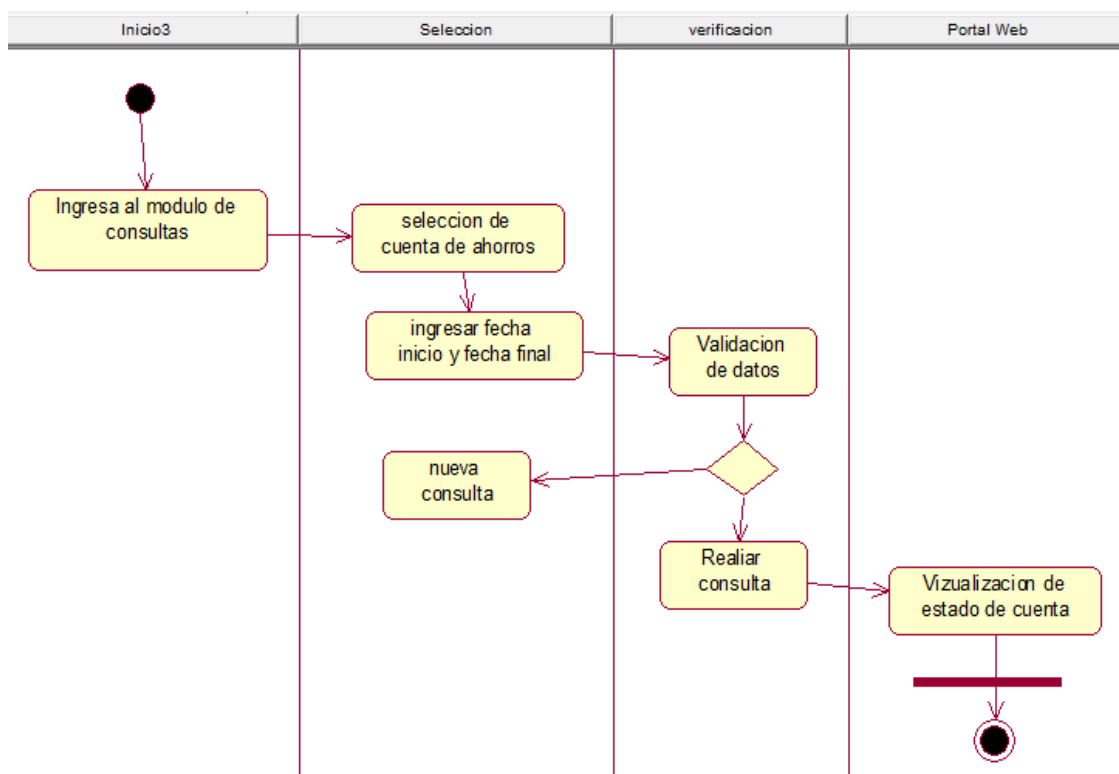 Inicio3
Seleccion
verificacion
Portal Web
Ingresa al modulo de
consultas
seleccion de
cuenta de ahorros
ingresar fecha
inicio y fecha final
Validacion
de datos
nueva
consulta
Realiar
consulta
Vizualizacion de
estado de cuenta